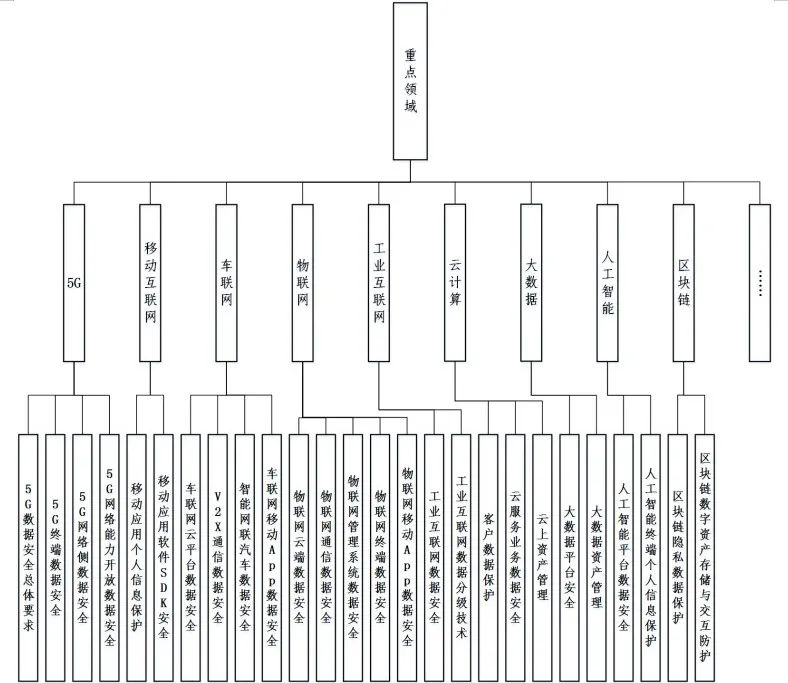 重点领域
5G
移动互联网
车联网
物联网
工业互联网
云计算
大数据
人工智能
区块链
……
5G数据安全总体要求
5G终端数据安全
5G网络侧数据安全
5G网络能力开放数据安全
移动应用个人信息保护
移动应用软件SDK安全
车联网云平台数据安全
V2X通信数据安全
智能网联汽车数据安全
车联网移动App数据安全
物联网云端数据安全
物联网通信数据安全
物联网管理系统数据安全
物联网终端数据安全
物联网移动App数据安全
工业互联网数据安全
工业互联网数据分级技术
客户数据保护
云服务业务数据安全
云上资产管理
大数据平台安全
大数据资产管理
人工智能平台数据安全
人工智能终端个人信息保护
区块链隐私数据保护
区块链数字资产存储与交互防护